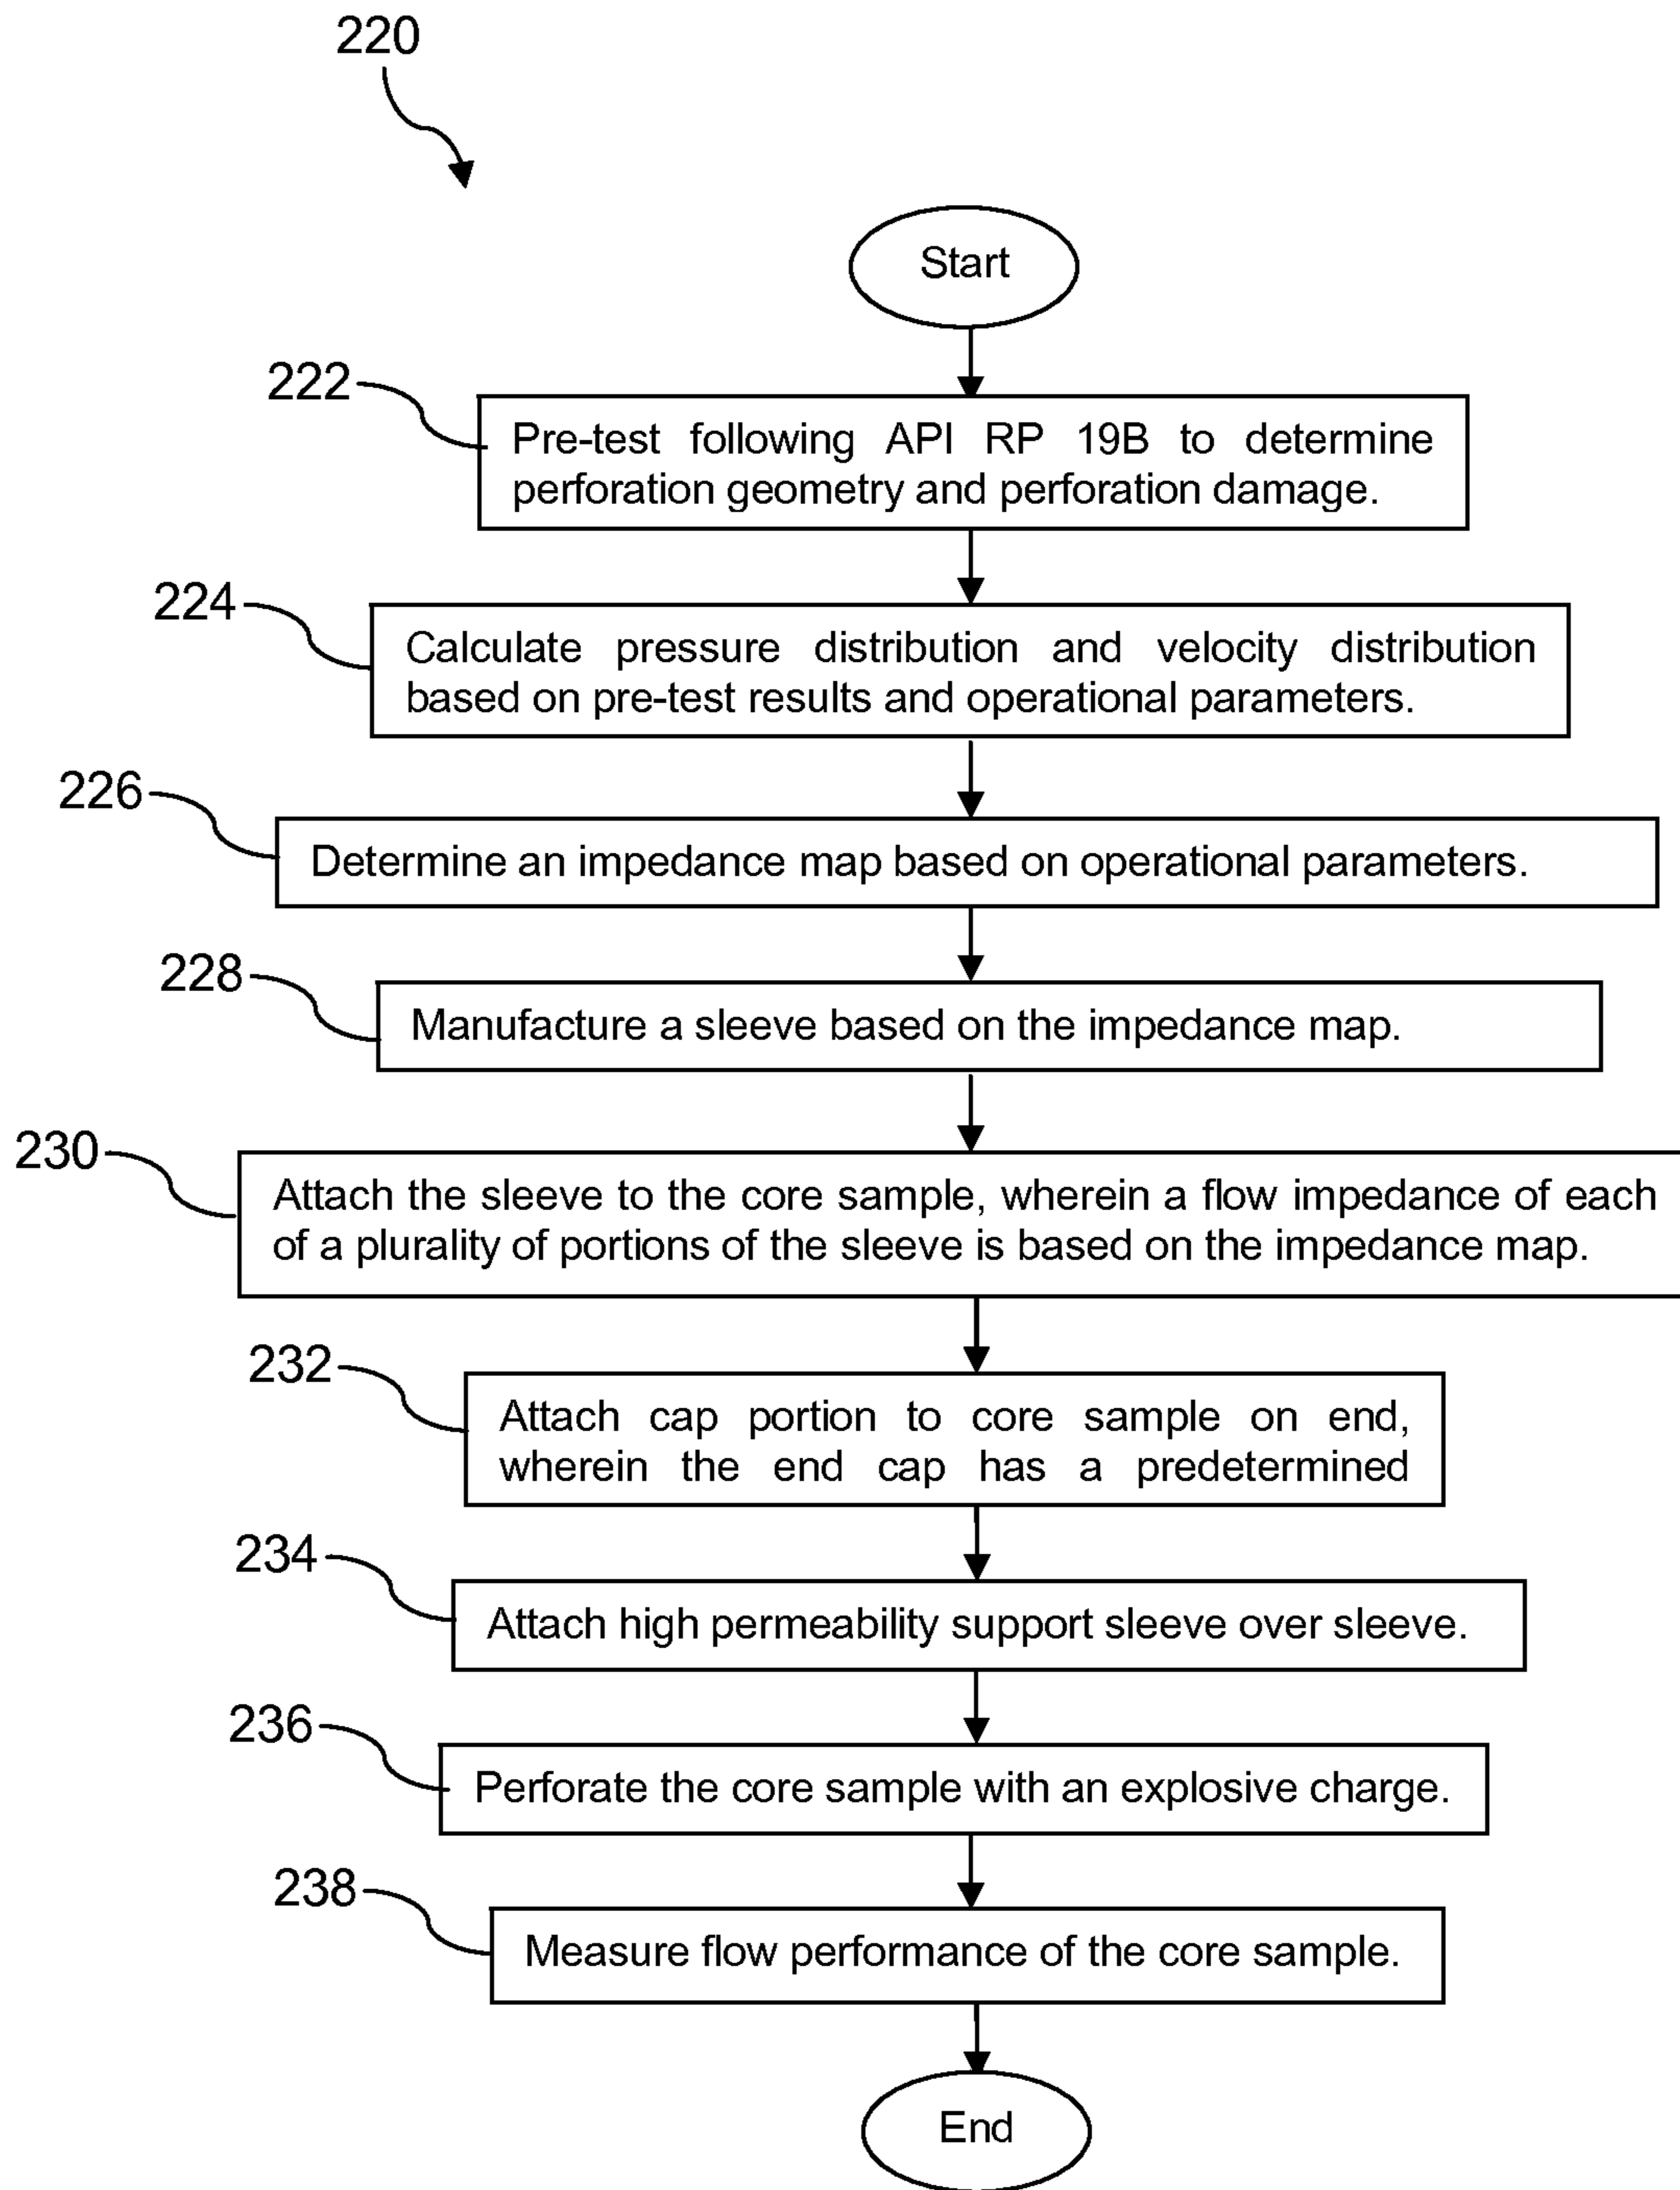 220
Start
222
Pre-test following API RP 19B to determine
perforation geometry and perforation damage.
224
Calculate pressure distribution and velocity distribution
based on pre-test results and operational parameters.
226
Determine an impedance map based on operational parameters.
228
Manufacture a sleeve based on the impedance map.
230
Attach the sleeve to the core sample, wherein a flow impedance of each
of a plurality of portions of the sleeve is based on the impedance map.
232
Attach cap portion to core sample on end,
wherein the end cap has a predetermined
234
Attach high permeability support sleeve over sleeve.
236
Perforate the core sample with an explosive charge.
238
Measure flow performance of the core sample.
End